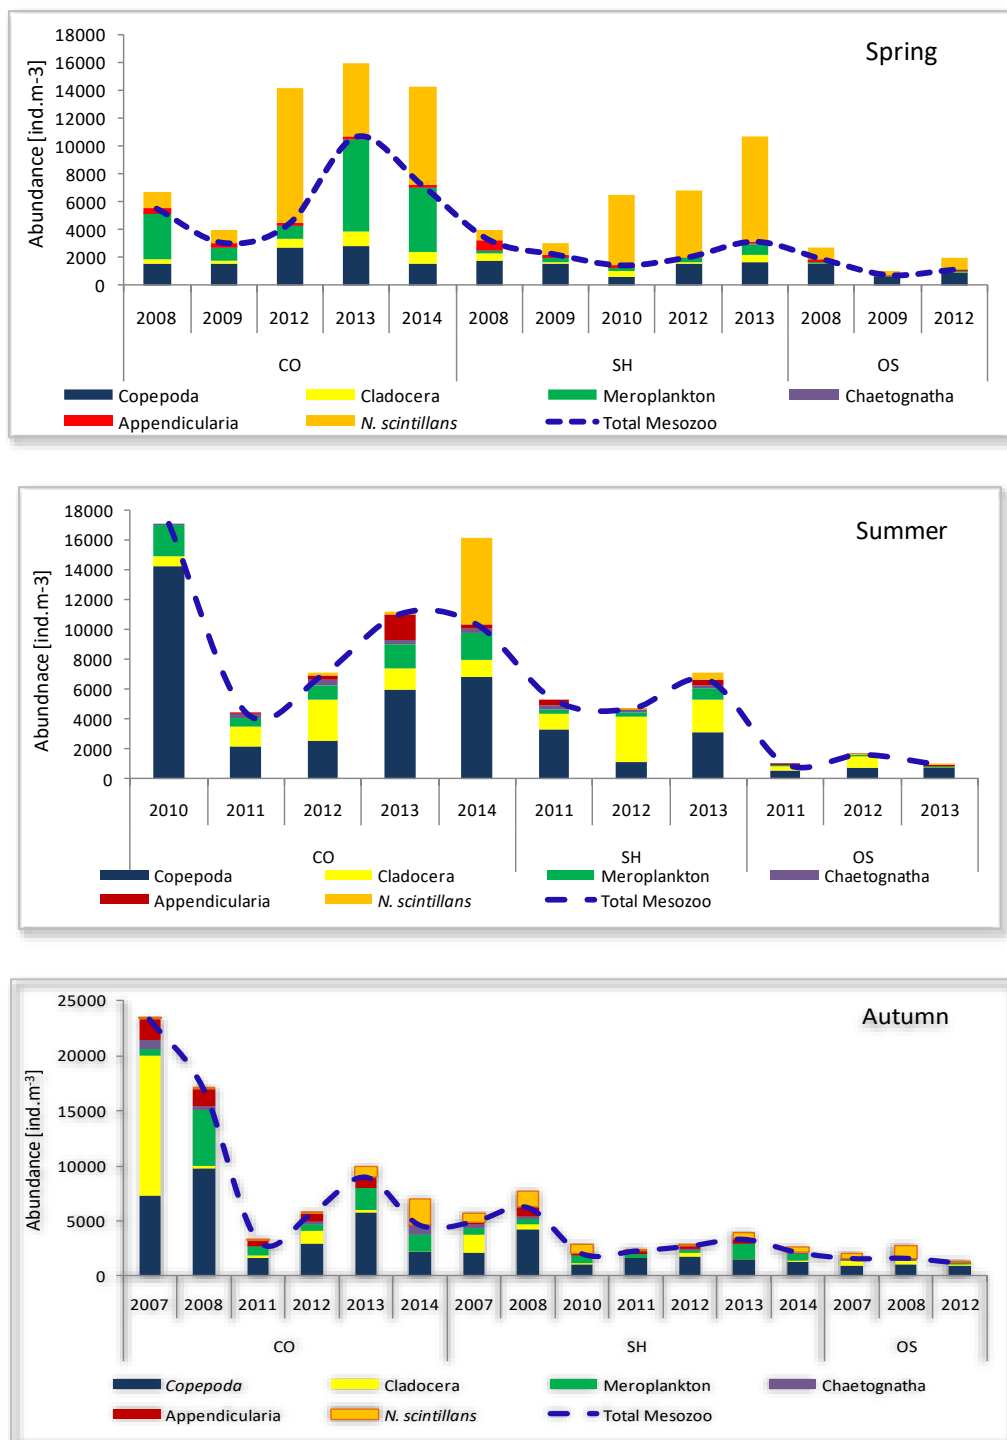 Spring
Abundance [ind.m-3]
18000
16000
14000
12000
10000
8000
6000
4000
2000
0
2008 2009 2012 2013 2014 2008 2009 2010 2012 2013 2008 2009 2012
CO SH OS
Copepoda Cladocera Meroplankton Chaetognatha
Appendicularia N. scintillans Total Mesozoo
Summer
Abundnace [ind.m-3]
18000
16000
14000
12000
10000
8000
6000
4000
2000
0
2010 2011 2012 2013 2014 2011 2012 2013 2011 2012 2013
CO SH OS
Copepoda Cladocera Meroplankton Chaetognatha
Appendicularia N. scintillans Total Mesozoo
Autumn
Abundance [ind.m-3]
25000
20000
15000
10000
5000
0
2007 2008 2011 2012 2013 2014 2007 2008 2010 2011 2012 2013 2014 2007 2008 2012
CO SH OS
Copepoda Cladocera Meroplankton Chaetognatha
Appendicularia N. scintillans Total Mesozoo